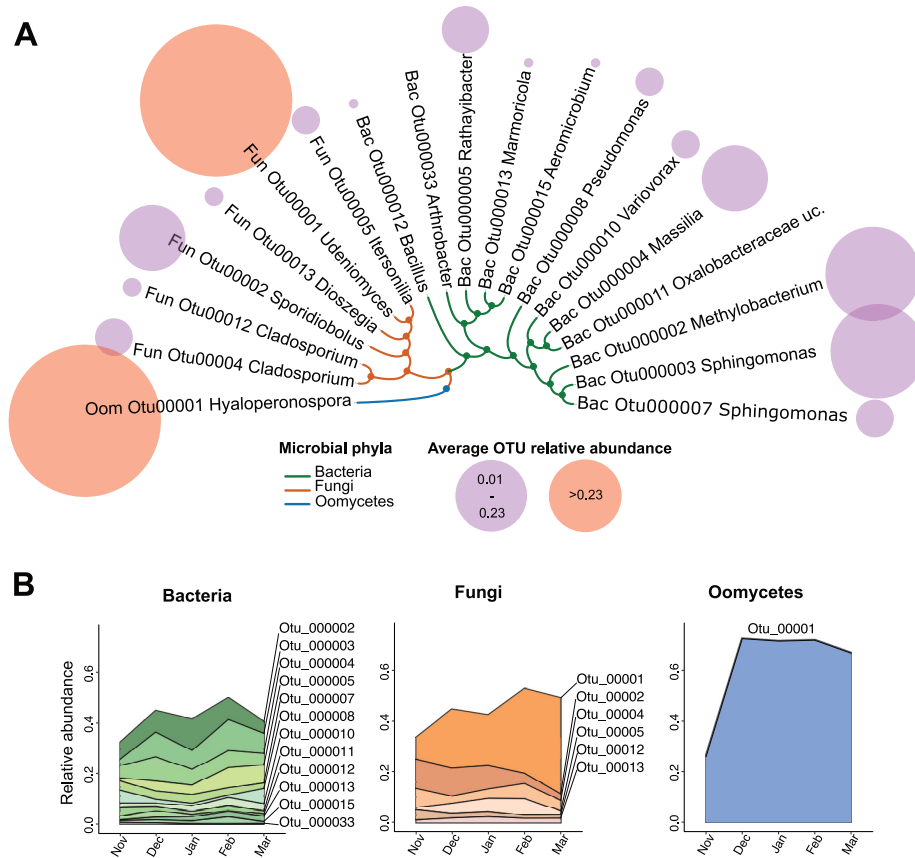 A
Oom Otu00001 Hyaloperonospora
Fun Otu00004 Cladosporium
Fun Otu00012 Cladosporium
Fun Otu00002 Sporidiobolus
Fun Otu00013 Dioszegia
Fun Otu00001 Udeniomyces
Fun Otu00005 Itersonilia
Bac Otu000012 Bacillus
Bac Otu000033 Arthrobacter
Bac Otu000005 Rathayibacter
Bac Otu000013 Marmoricola
Bac Otu000015 Aeromicrobium
Bac Otu000008 Pseudomonas
Bac Otu000010 Variovorax
Bac Otu000004 Massilia
Bac Otu000011 Oxalobacteraceae uc.
Bac Otu000002 Methylobacterium
Bac Otu000003 Sphingomonas
Bac Otu000007 Sphingomonas
Microbial phyla
Bacteria
Fungi
Oomycetes
Average OTU relative abundance
0.01
-
0.23
>0.23
B
Bacteria
Relative abundance
0.6
0.4
0.2
0.0
Nov Dec Jan Feb Mar
Otu_000002
Otu_000003
Otu_000004
Otu_000005
Otu_000007
Otu_000008
Otu_000010
Otu_000011
Otu_000012
Otu_000013
Otu_000015
Otu_000033
Fungi
0.6
0.4
0.2
0.0
Nov Dec Jan Feb Mar
Otu_00001
Otu_00002
Otu_00004
Otu_00005
Otu_00012
Otu_00013
Oomycetes
Otu_00001
0.6
0.4
0.2
0.0
Nov Dec Jan Feb Mar